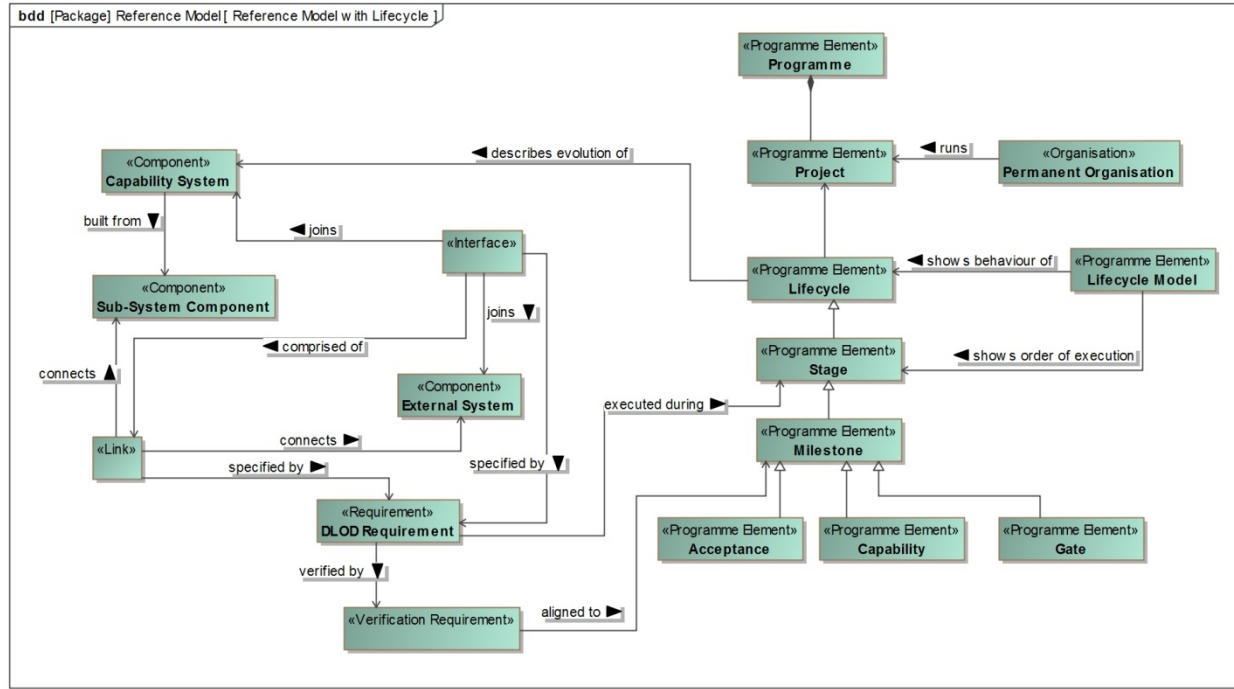 bdd [Package] Reference Model [ Reference Model with Lifecycle ]
«Programme Element»
Programme
«Component»
Capability System
◄ describes evolution of
«Programme Element»
Project
◄ runs
«Organisation»
Permanent Organisation
built from ▼
◄ joins
«Interface»
«Programme Element»
Lifecycle
◄ shows behaviour of
«Programme Element»
Lifecycle Model
«Component»
Sub-System Component
joins ▼
◄ comprised of
«Programme Element»
Stage
◄ shows order of execution
connects ▲
«Component»
External System
executed during ►
«Link»
connects ►
«Programme Element»
Milestone
specified by ►
specified by ▼
«Requirement»
DLOD Requirement
«Programme Element»
Acceptance
«Programme Element»
Capability
«Programme Element»
Gate
verified by ▼
«Verification Requirement»
aligned to ►